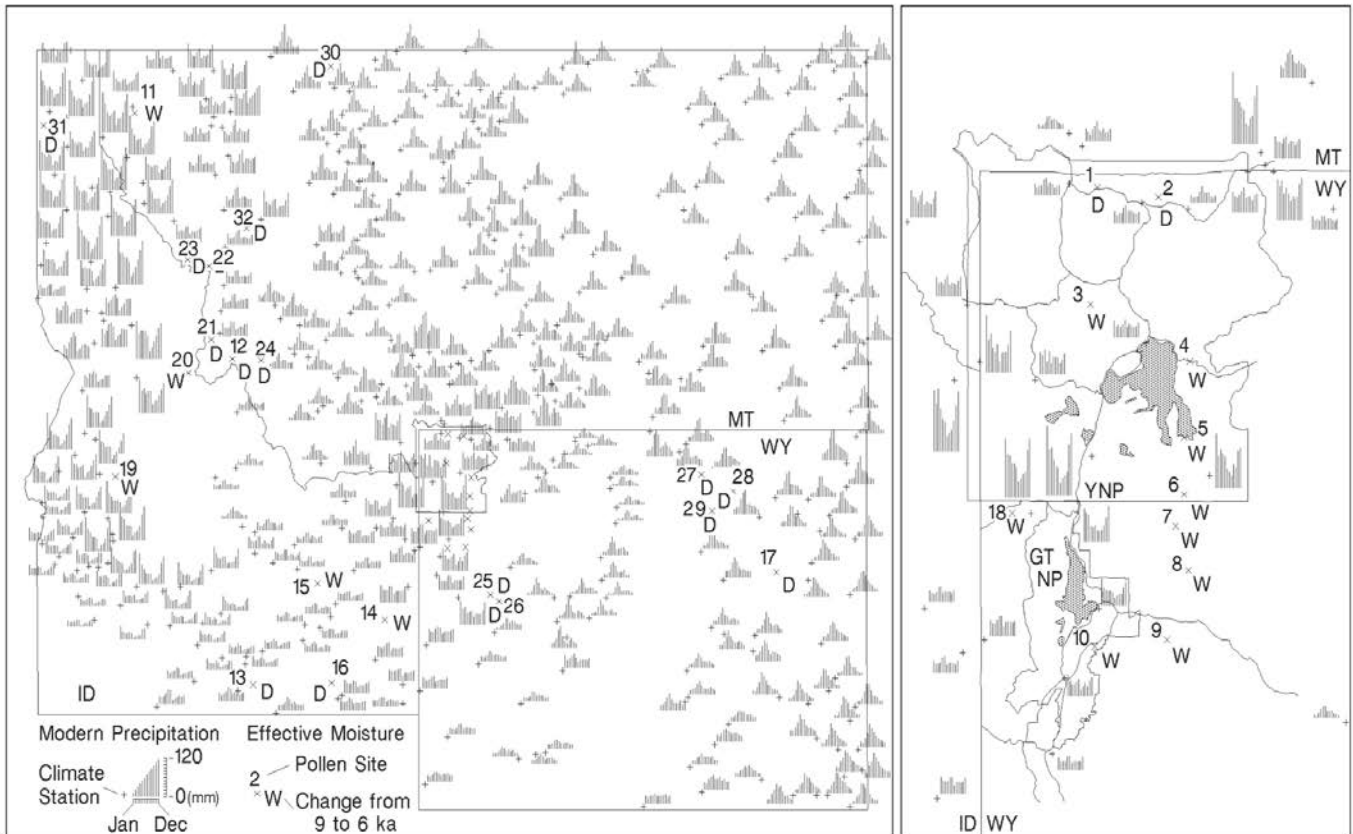 30
D
11
W
31
D
32
D
23
D
22
–
21
D
12
D
24
D
20
W
MT
WY
19
W
27
D
28
D
29
D
17
D
15
W
25
D
26
D
14
W
13
D
16
D
ID
Modern Precipitation
Effective Moisture
120
0 (mm)
Climate
Station
Jan Dec
2
Pollen Site
W
Change from
9 to 6 ka
MT
WY
1
D
2
D
3
W
4
W
5
W
6
W
YNP
18
W
7
W
GT
NP
8
W
10
W
9
W
ID WY